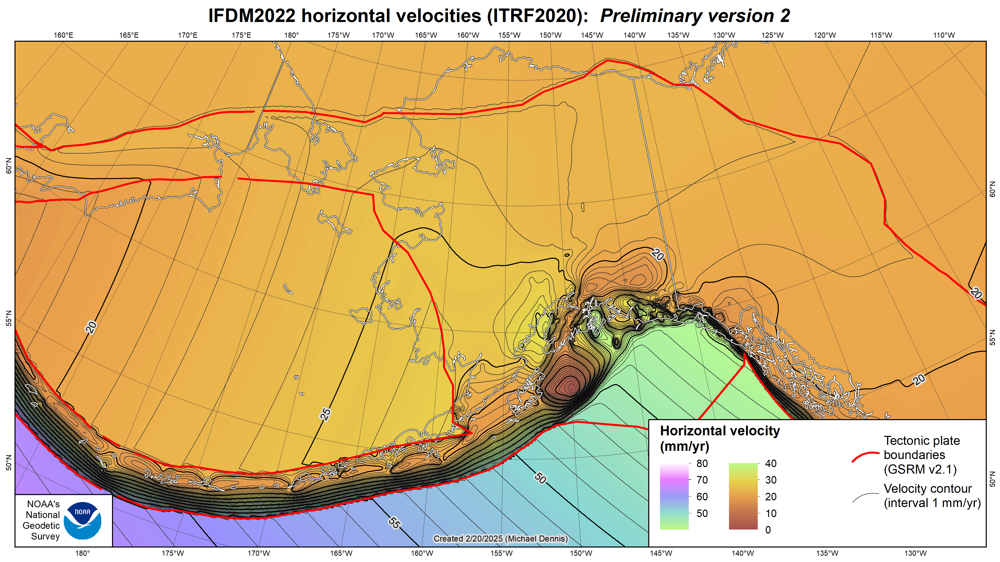 IFDM2022 horizontal velocities (ITRF2020): Preliminary version 2
160°E 165°E 170°E 175°E 180° 175°W 170°W 165°W 160°W 155°W 150°W 145°W 140°W 135°W 130°W 125°W 120°W 115°W 110°W
60°N
60°N
55°N
55°N
50°N
50°N
20
20
20
20
25
50
55
Horizontal velocity
(mm/yr)
80
70
60
50
40
30
20
10
0
Tectonic plate
boundaries
(GSRM v2.1)
Velocity contour
(interval 1 mm/yr)
NOAA's
National
Geodetic
Survey
NOAA
Created 2/20/2025 (Michael Dennis)
180° 175°W 170°W 165°W 160°W 155°W 150°W 145°W 140°W 135°W 130°W